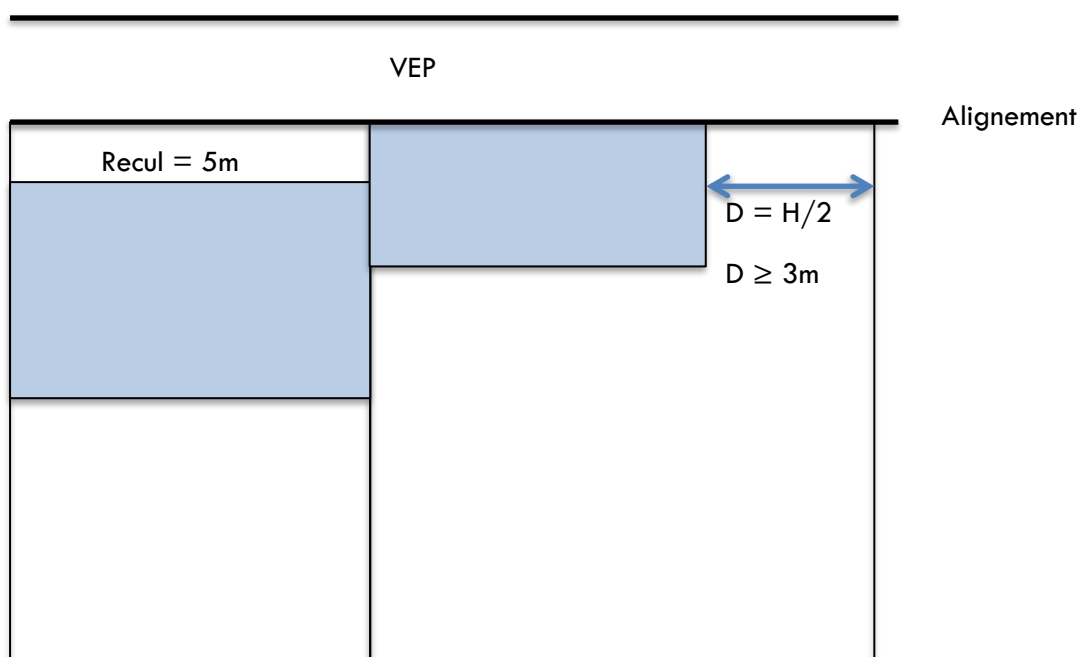 VEP
Alignement
Recul = 5m
D = H/2
D ≥ 3m